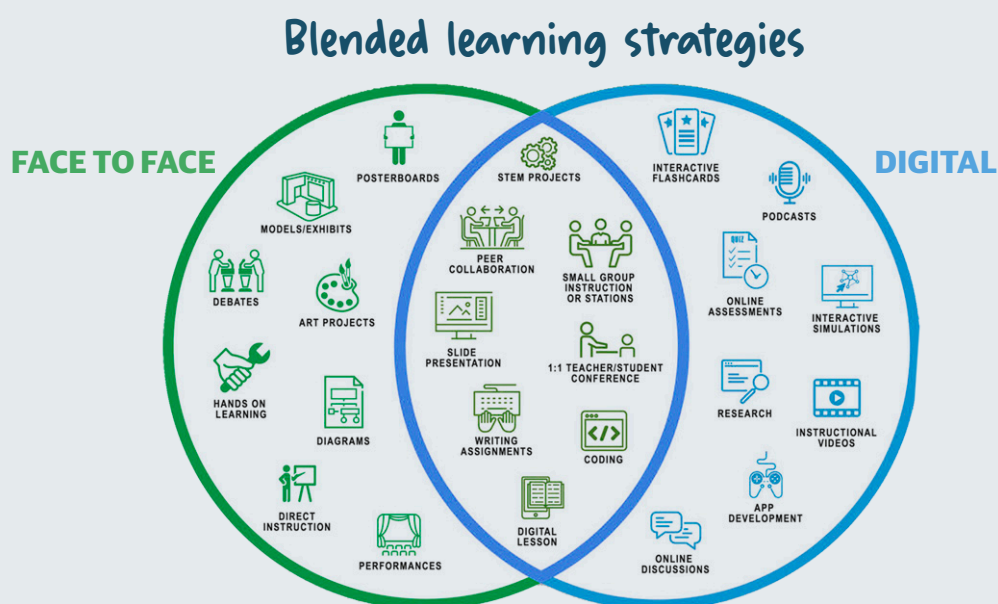 Blended learning strategies
FACE TO FACE
DIGITAL
POSTERBOARDS
MODELS/EXHIBITS
DEBATES
ART PROJECTS
HANDS ON
LEARNING
DIAGRAMS
DIRECT
INSTRUCTION
PERFORMANCES
STEM PROJECTS
PEER
COLLABORATION
SMALL GROUP
INSTRUCTION
OR STATIONS
SLIDE
PRESENTATION
1:1 TEACHER/STUDENT
CONFERENCE
WRITING
ASSIGNMENTS
</>
CODING
DIGITAL
LESSON
INTERACTIVE
FLASHCARDS
PODCASTS
QUIZ
ONLINE
ASSESSMENTS
INTERACTIVE
SIMULATIONS
RESEARCH
INSTRUCTIONAL
VIDEOS
APP
DEVELOPMENT
ONLINE
DISCUSSIONS